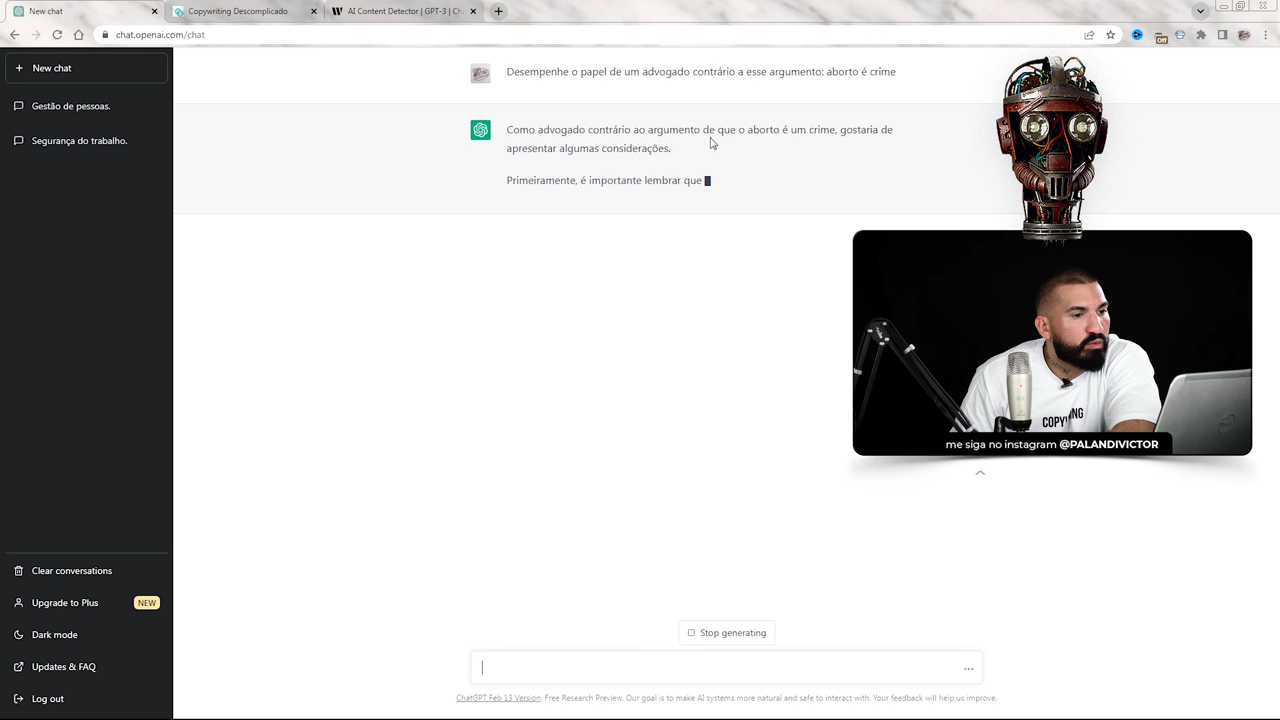 New chat
Copywriting Descomplicado
AI Content Detector | GPT-3 | Ch
chat.openai.com/chat
Off
New chat
Gestão de pessoas.
Segurança do trabalho.
Desempenhe o papel de um advogado contrário a esse argumento: aborto é crime
Como advogado contrário ao argumento de que o aborto é um crime, gostaria de
apresentar algumas considerações.
Primeiramente, é importante lembrar que
me siga no instagram @PALANDIVICTOR
Clear conversations
Upgrade to Plus NEW
Dark mode
Updates & FAQ
Log out
Stop generating
ChatGPT Feb 13 Version. Free Research Preview. Our goal is to make AI systems more natural and safe to interact with. Your feedback will help us improve.